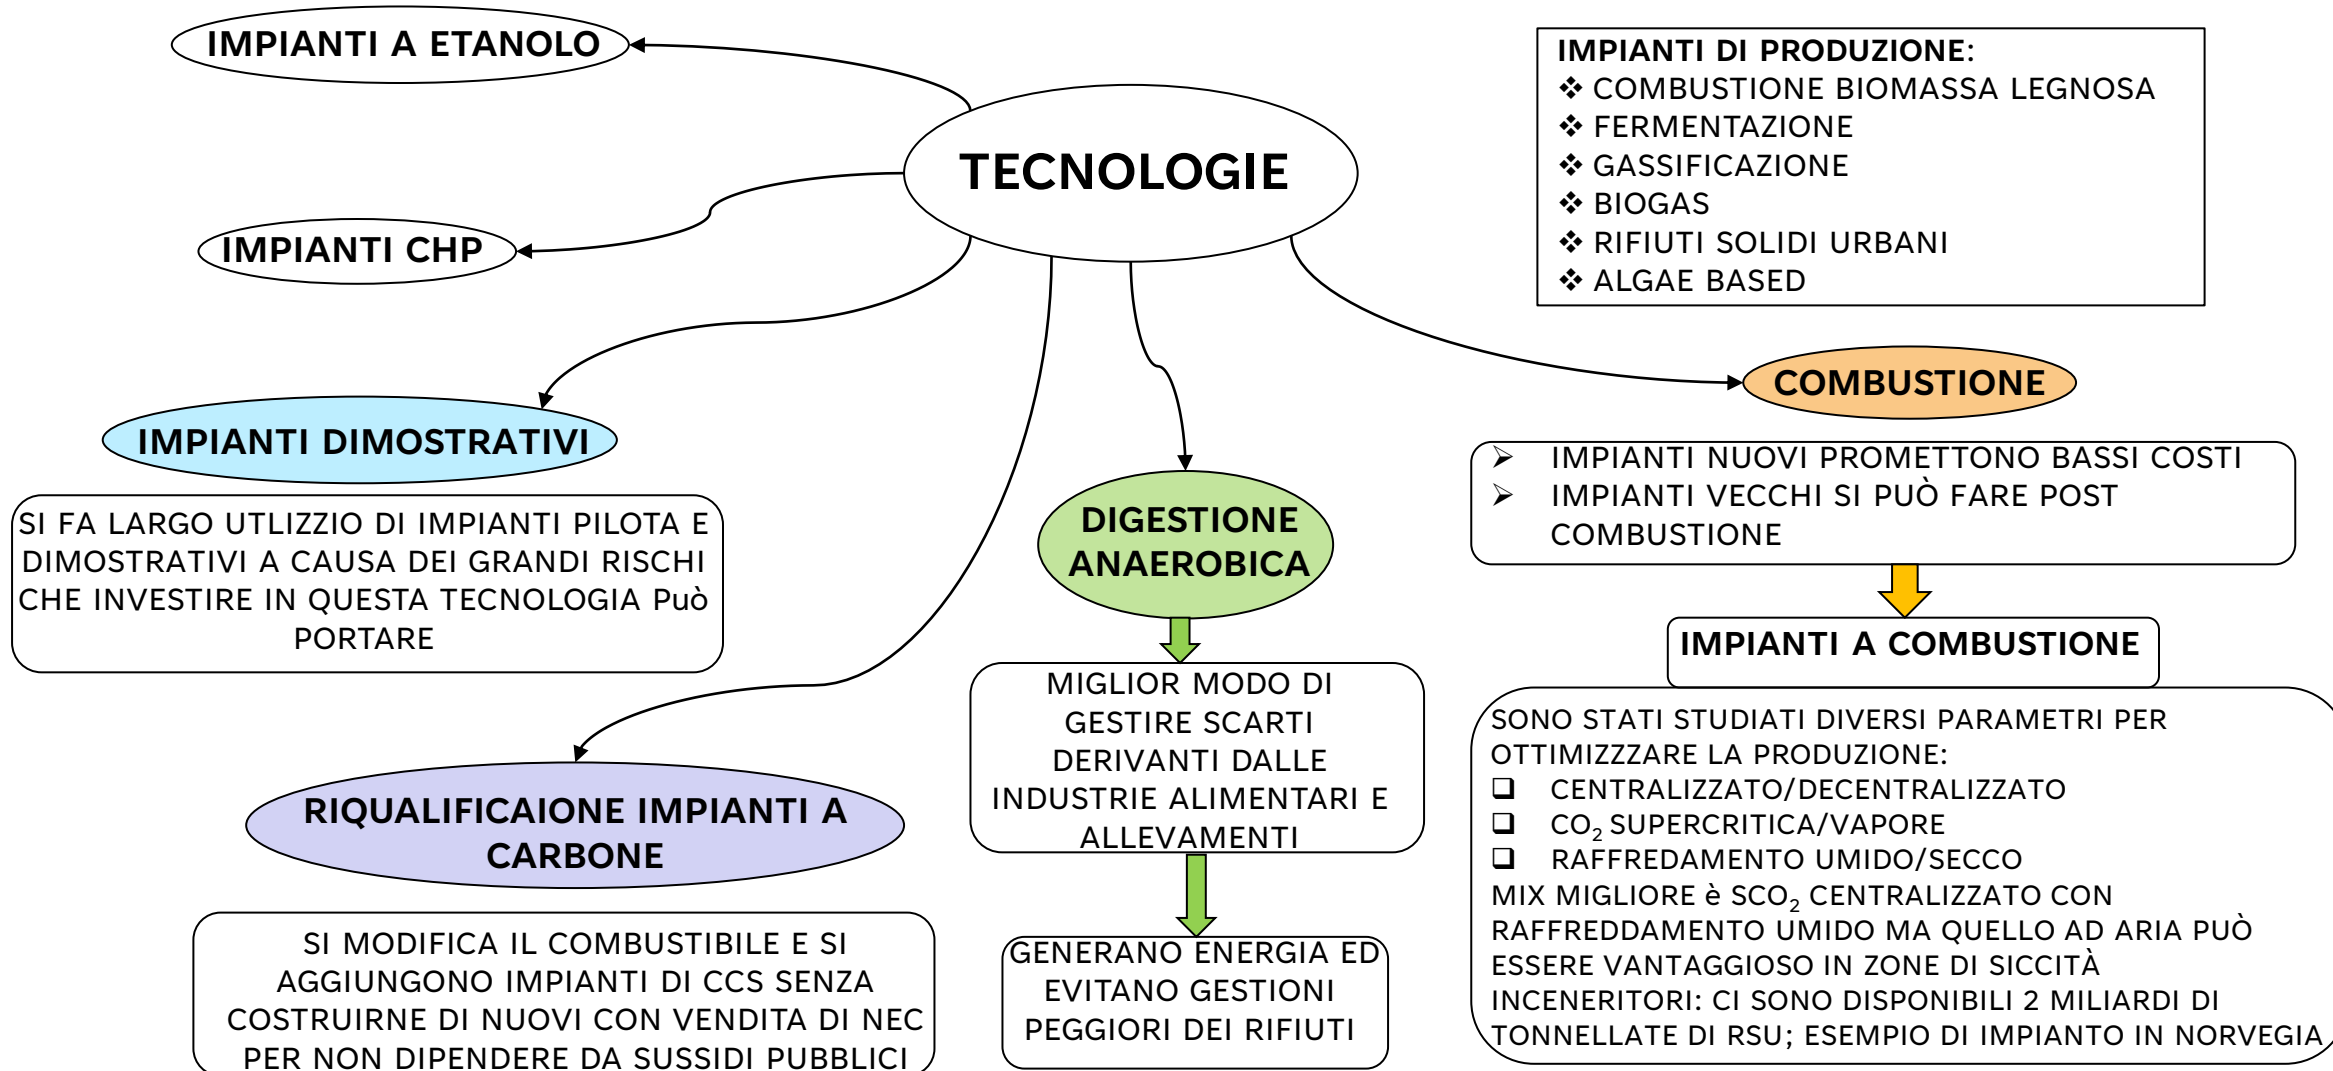 IMPIANTI A ETANOLO
TECNOLOGIE
IMPIANTI CHP
IMPIANTI DI PRODUZIONE:
❖ COMBUSTIONE BIOMASSA LEGNOSA
❖ FERMENTAZIONE
❖ GASSIFICAZIONE
❖ BIOGAS
❖ RIFIUTI SOLIDI URBANI
❖ ALGAE BASED
IMPIANTI DIMOSTRATIVI
SI FA LARGO UTLIZZIO DI IMPIANTI PILOTA E
DIMOSTRATIVI A CAUSA DEI GRANDI RISCHI
CHE INVESTIRE IN QUESTA TECNOLOGIA Può
PORTARE
RIQUALIFICAIONE IMPIANTI A
CARBONE
SI MODIFICA IL COMBUSTIBILE E SI
AGGIUNGONO IMPIANTI DI CCS SENZA
COSTRUIRNE DI NUOVI CON VENDITA DI NEC
PER NON DIPENDERE DA SUSSIDI PUBBLICI
DIGESTIONE
ANAEROBICA
MIGLIOR MODO DI
GESTIRE SCARTI
DERIVANTI DALLE
INDUSTRIE ALIMENTARI E
ALLEVAMENTI
GENERANO ENERGIA ED
EVITANO GESTIONI
PEGGIORI DEI RIFIUTI
COMBUSTIONE
➢ IMPIANTI NUOVI PROMETTONO BASSI COSTI
➢ IMPIANTI VECCHI SI PUÒ FARE POST
COMBUSTIONE
IMPIANTI A COMBUSTIONE
SONO STATI STUDIATI DIVERSI PARAMETRI PER
OTTIMIZZZARE LA PRODUZIONE:
❑ CENTRALIZZATO/DECENTRALIZZATO
❑ CO₂ SUPERCRITICA/VAPORE
❑ RAFFREDAMENTO UMIDO/SECCO
MIX MIGLIORE è SCO₂ CENTRALIZZATO CON
RAFFREDDAMENTO UMIDO MA QUELLO AD ARIA PUÒ
ESSERE VANTAGGIOSO IN ZONE DI SICCITÀ
INCENERITORI: CI SONO DISPONIBILI 2 MILIARDI DI
TONNELLATE DI RSU; ESEMPIO DI IMPIANTO IN NORVEGIA